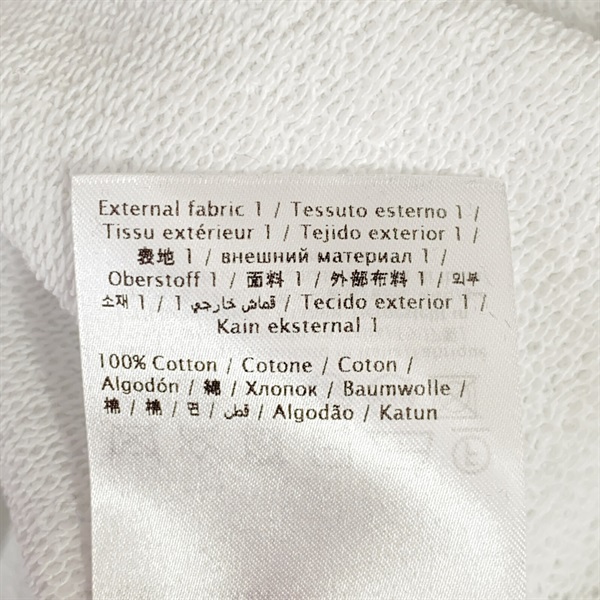 External fabric 1 / Tessuto esterno 1 /
Tissu extérieur 1 / Tejido exterior 1 /
表地 1 / внешний материал 1 /
Oberstoff 1 / 面料 1 / 外部布料 1 / 외부
소재 1 / قماش خارجي 1 / Tecido exterior 1 /
Kain eksternal 1
100% Cotton / Cotone / Coton /
Algodón / 綿 / Хлопок / Baumwolle /
棉 / 棉 / 면 / قطن / Algodão / Katun